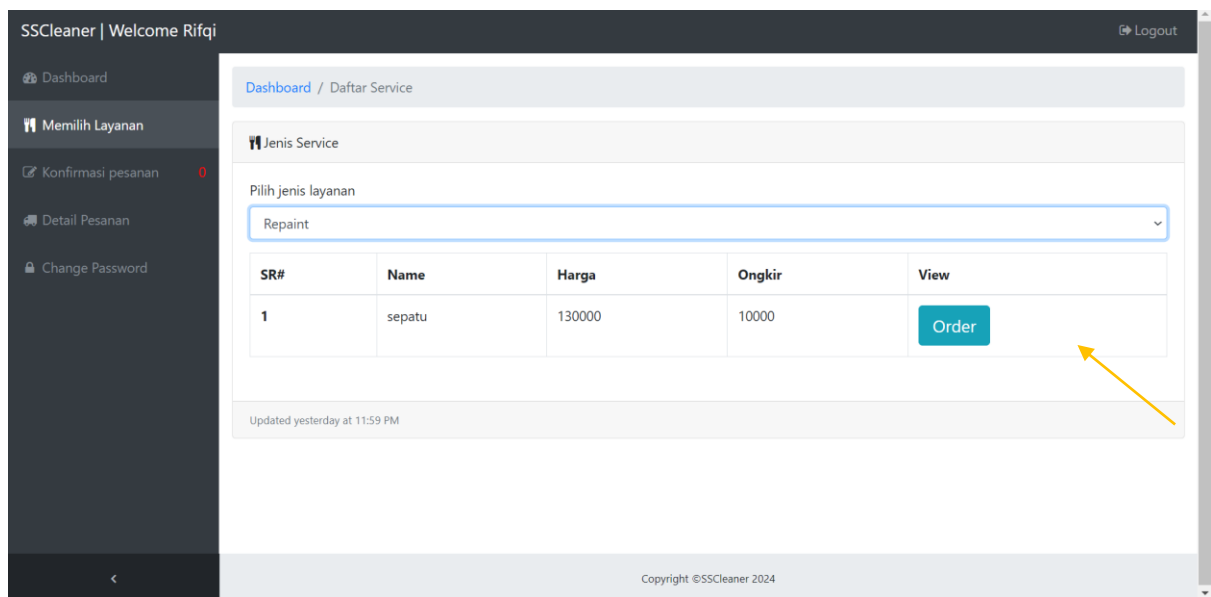 SSCleaner | Welcome Rifqi
Logout
Dashboard
Memilih Layanan
Konfirmasi pesanan 0
Detail Pesanan
Change Password
Dashboard / Daftar Service
Jenis Service
Pilih jenis layanan
Repaint
SR# Name Harga Ongkir View
1 sepatu 130000 10000 Order
Updated yesterday at 11:59 PM
Copyright ©SSCleaner 2024